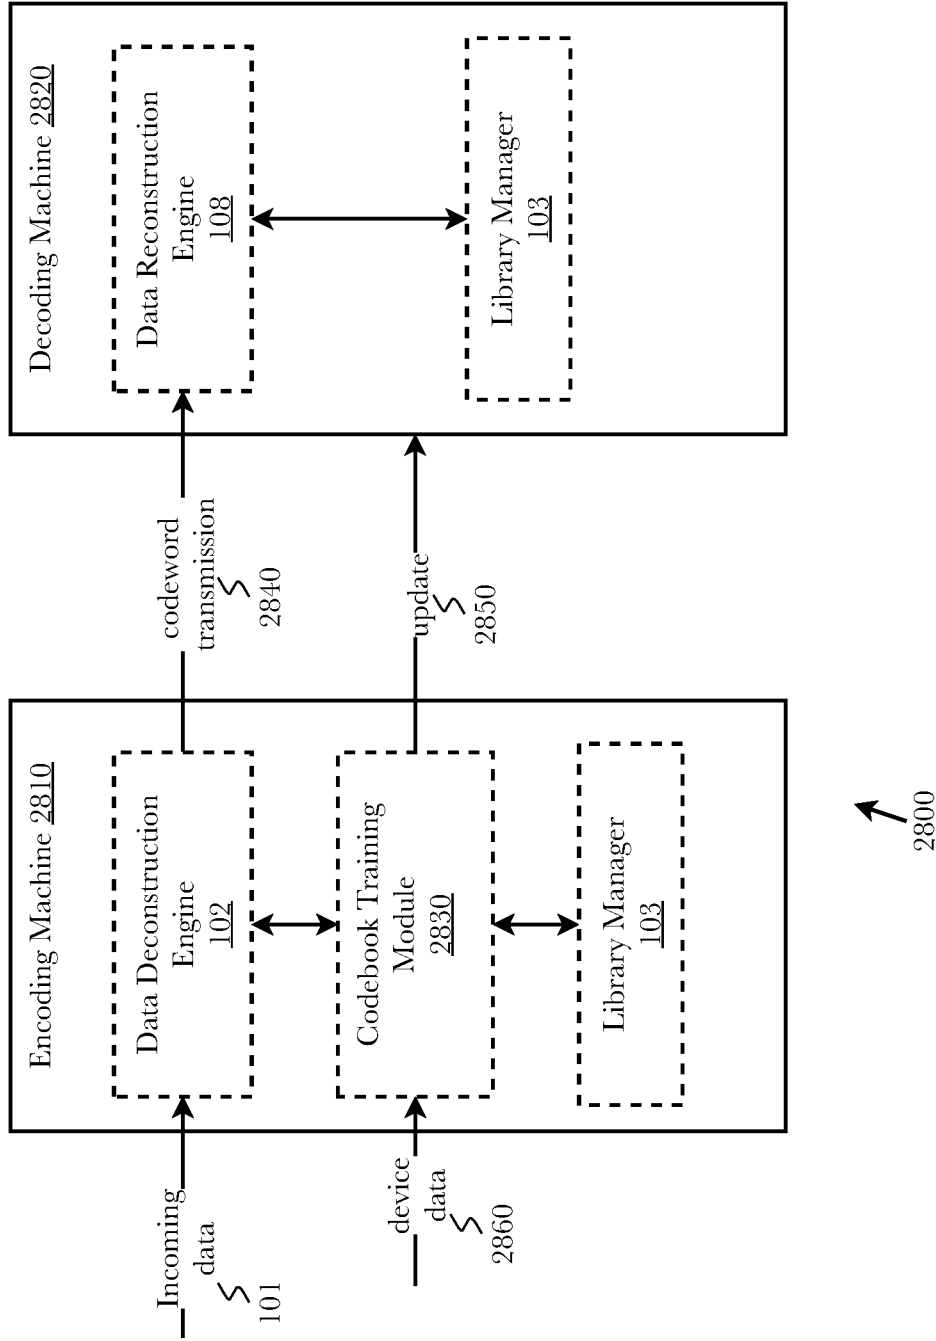 Incoming
data
101
device
data
2860
Encoding Machine 2810
Data Deconstruction
Engine
102
Codebook Training
Module
2830
Library Manager
103
codeword
transmission
2840
update
2850
Decoding Machine 2820
Data Reconstruction
Engine
108
Library Manager
103
2800